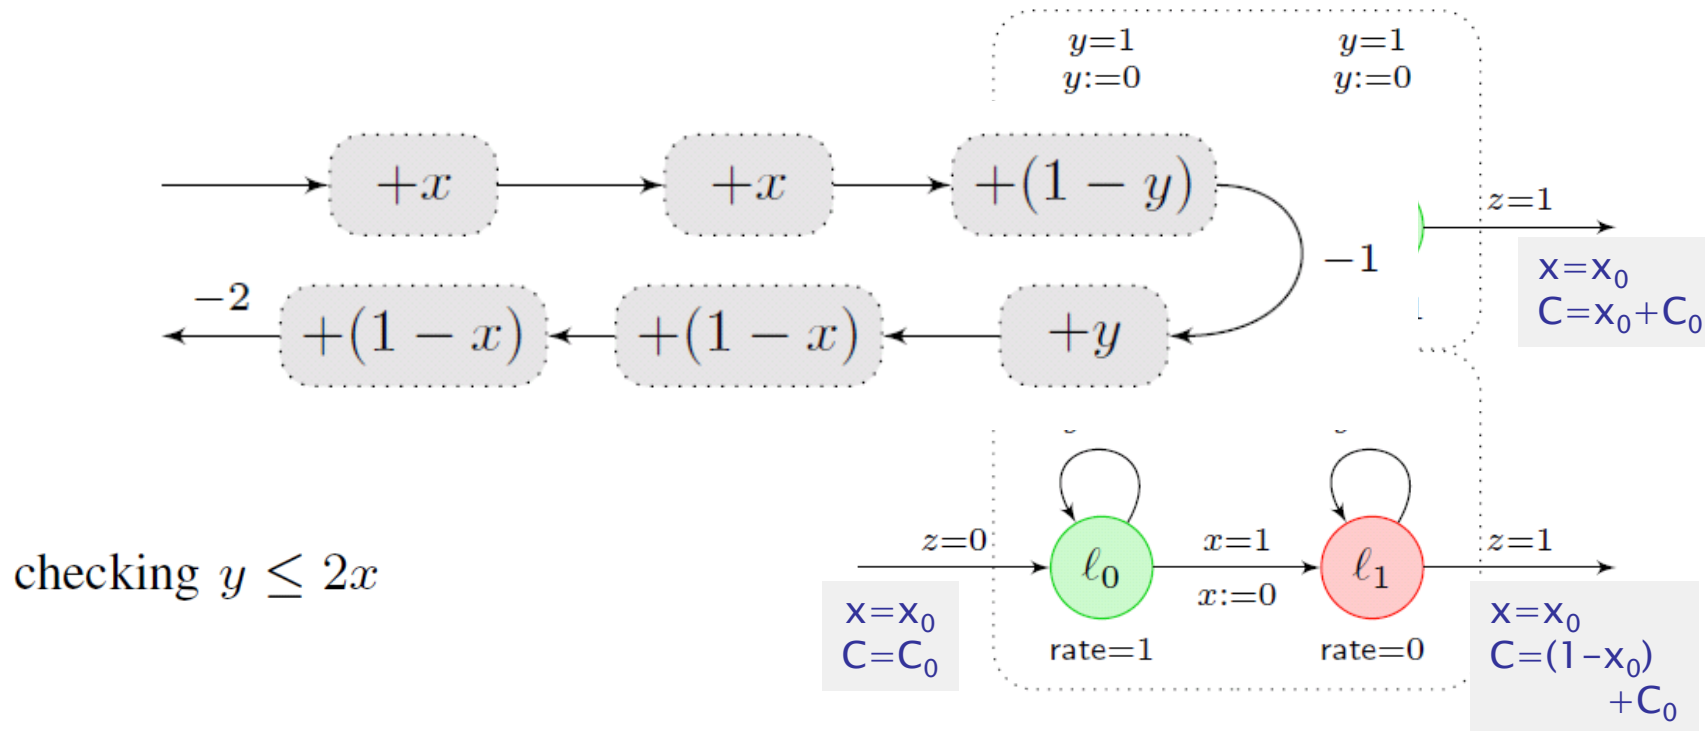 y=1
y:=0
y=1
y:=0
+x
+x
+(1 − y)
z=1
−1
x=x₀
C=x₀+C₀
−2
+(1 − x)
+(1 − x)
+y
z=0
ℓ₀
x=1
x:=0
ℓ₁
z=1
checking y ≤ 2x
x=x₀
C=C₀
rate=1
rate=0
x=x₀
C=(1-x₀)
+C₀